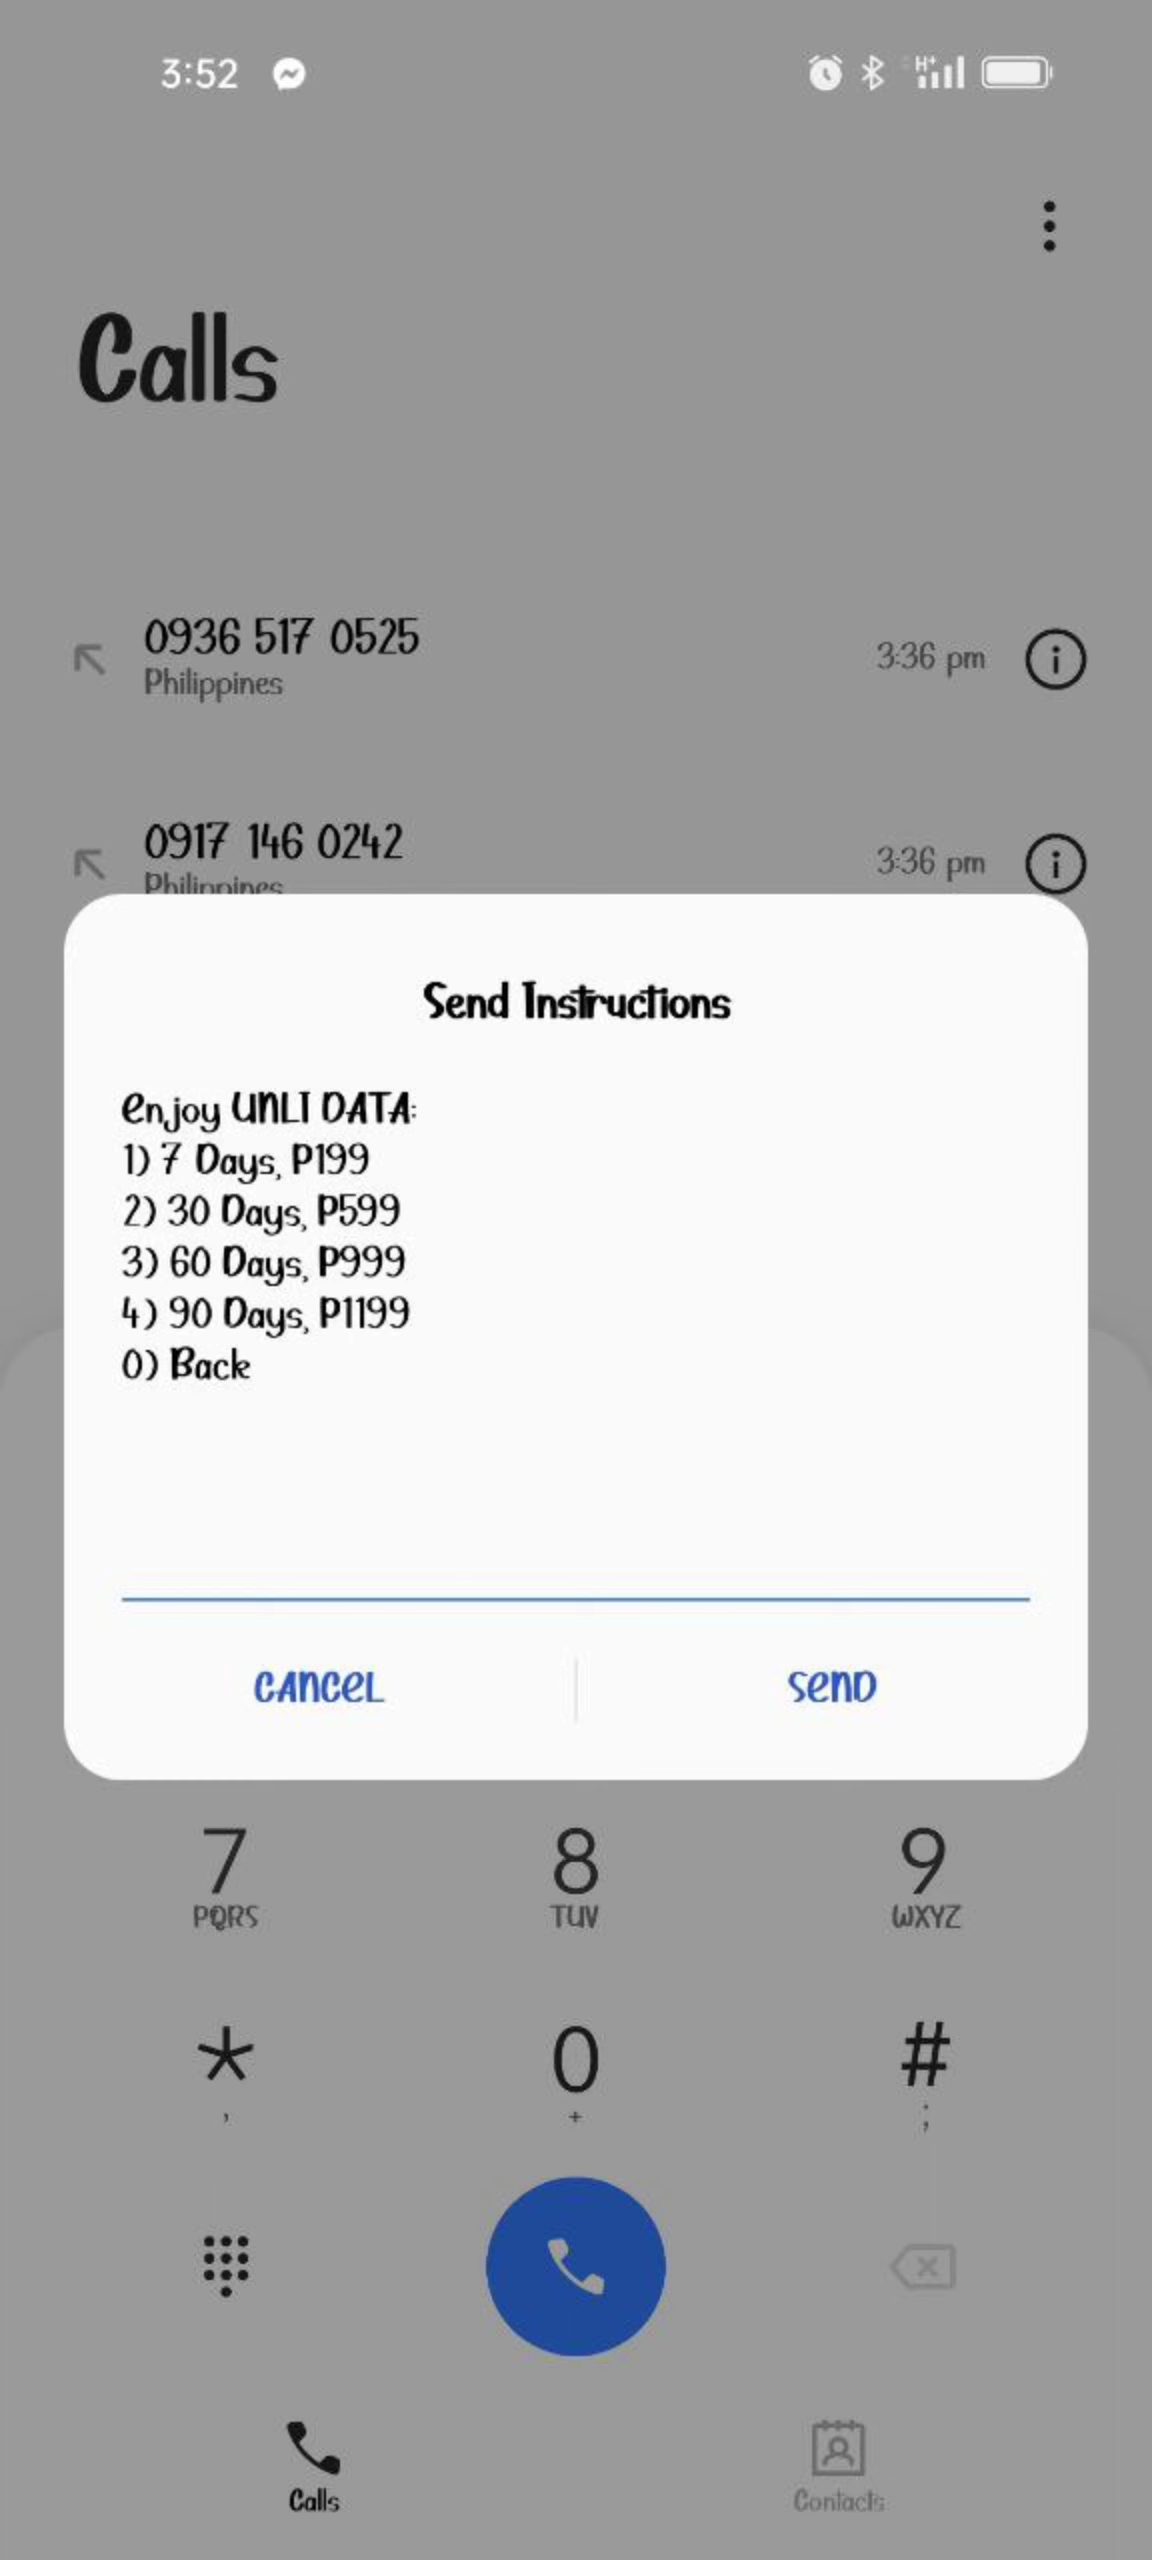 3:52
H+
Calls
0936 517 0525
Philippines
3:36 pm
0917 146 0242
Philippines
3:36 pm
Send Instructions
Enjoy UNLI DATA:
1) 7 Days, P199
2) 30 Days, P599
3) 60 Days, P999
4) 90 Days, P1199
0) Back
CANCEL
SEND
7
8
9
PQRS
TUV
WXYZ
*
0
#
,
+
;
Calls
Contacts